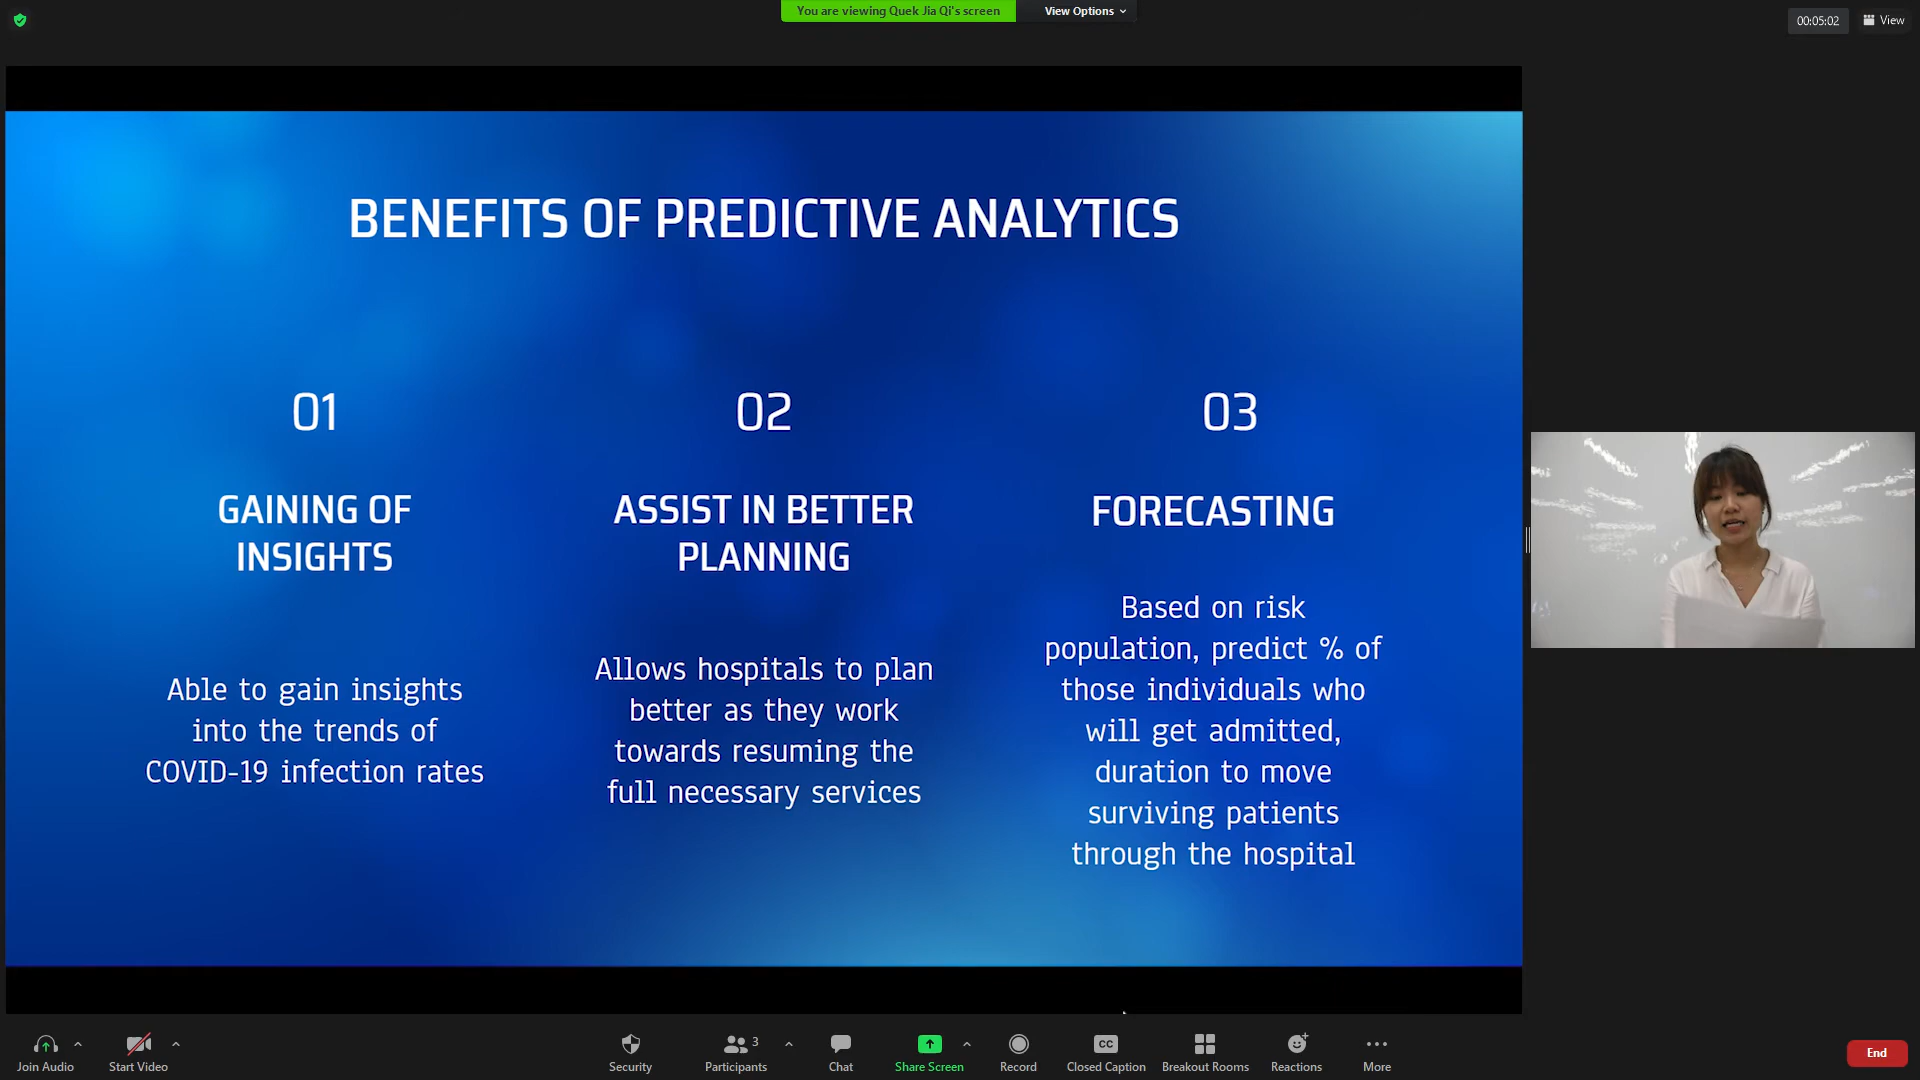 You are viewing Quek Jia Qi's screen
View Options
00:05:02
View
BENEFITS OF PREDICTIVE ANALYTICS
01
GAINING OF
INSIGHTS
Able to gain insights
into the trends of
COVID-19 infection rates
02
ASSIST IN BETTER
PLANNING
Allows hospitals to plan
better as they work
towards resuming the
full necessary services
03
FORECASTING
Based on risk
population, predict % of
those individuals who
will get admitted,
duration to move
surviving patients
through the hospital
Join Audio
Start Video
Security
Participants
3
Chat
Share Screen
Record
CC
Closed Caption
Breakout Rooms
Reactions
More
End